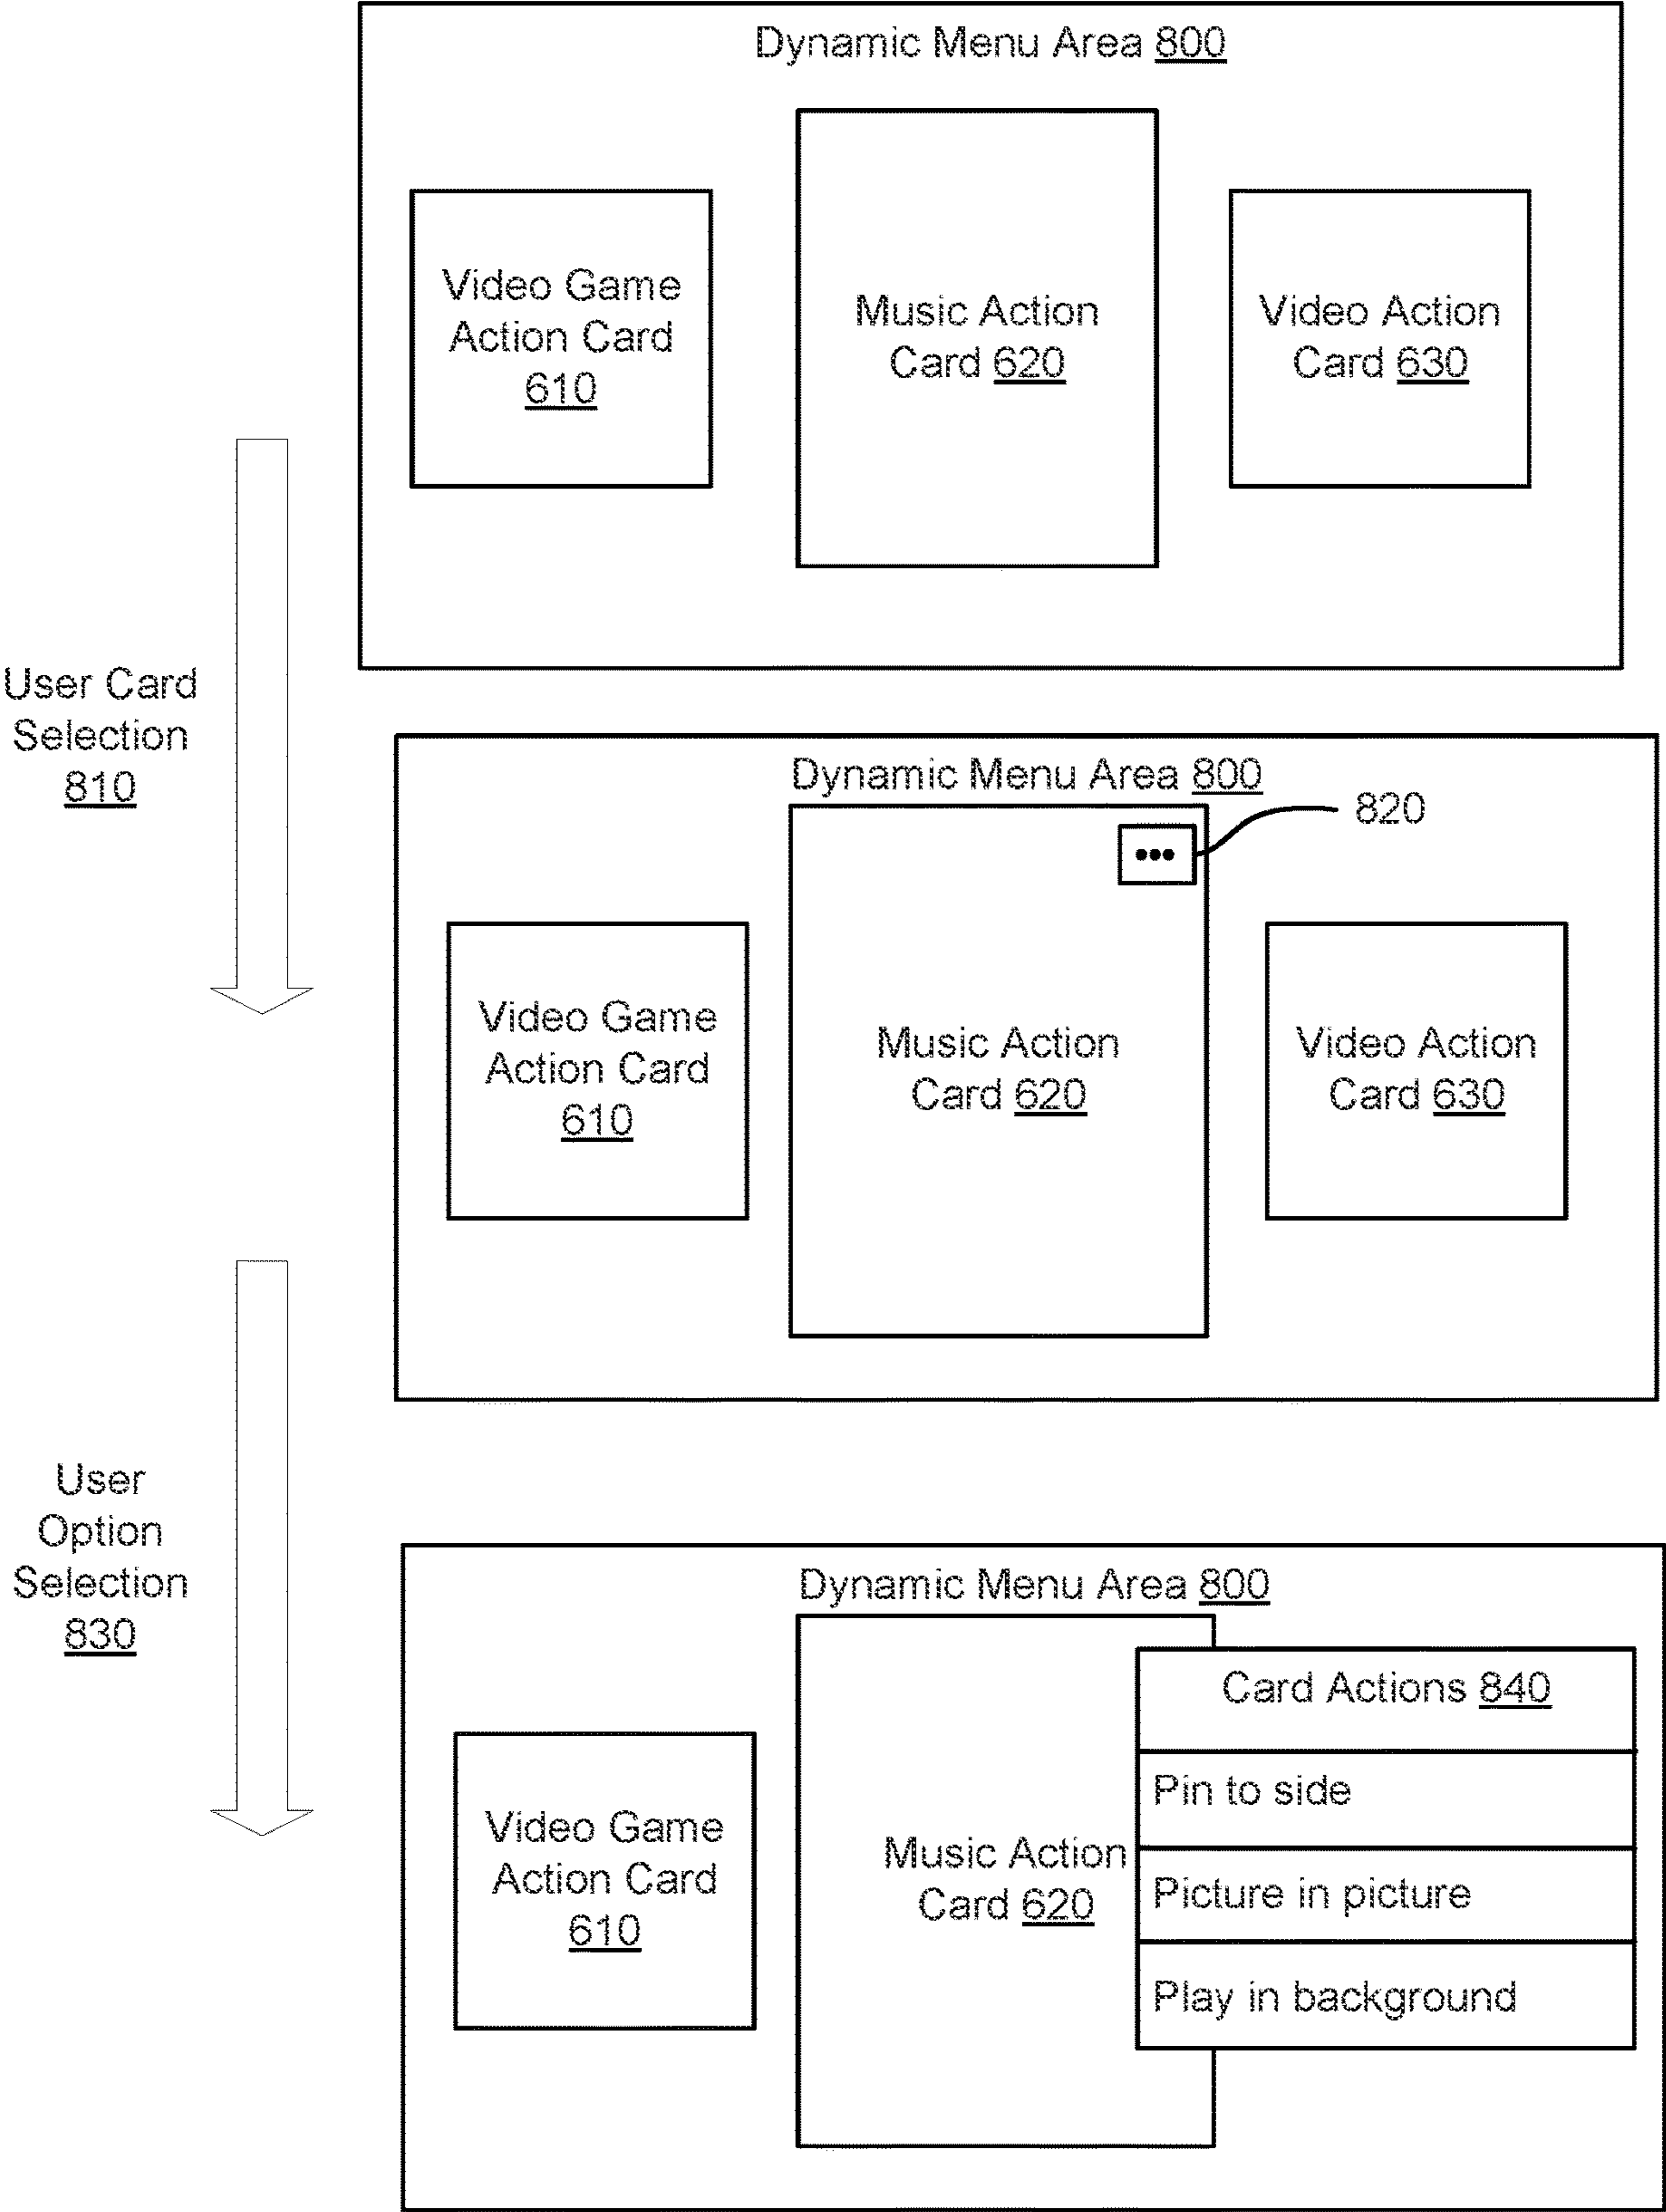 Dynamic Menu Area 800
Video Game
Action Card
610
Music Action
Card 620
Video Action
Card 630
User Card
Selection
810
Dynamic Menu Area 800
820
Video Game
Action Card
610
Music Action
Card 620
Video Action
Card 630
User
Option
Selection
830
Dynamic Menu Area 800
Video Game
Action Card
610
Music Action
Card 620
Card Actions 840
Pin to side
Picture in picture
Play in background